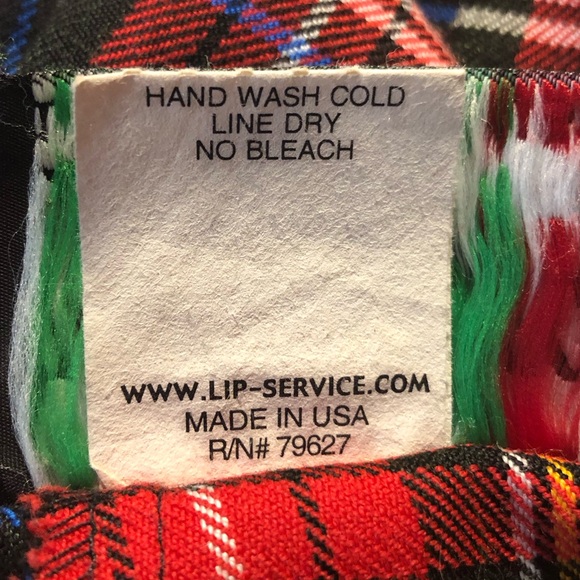 HAND WASH COLD
LINE DRY
NO BLEACH
WWW.LIP-SERVICE.COM
MADE IN USA
R/N# 79627